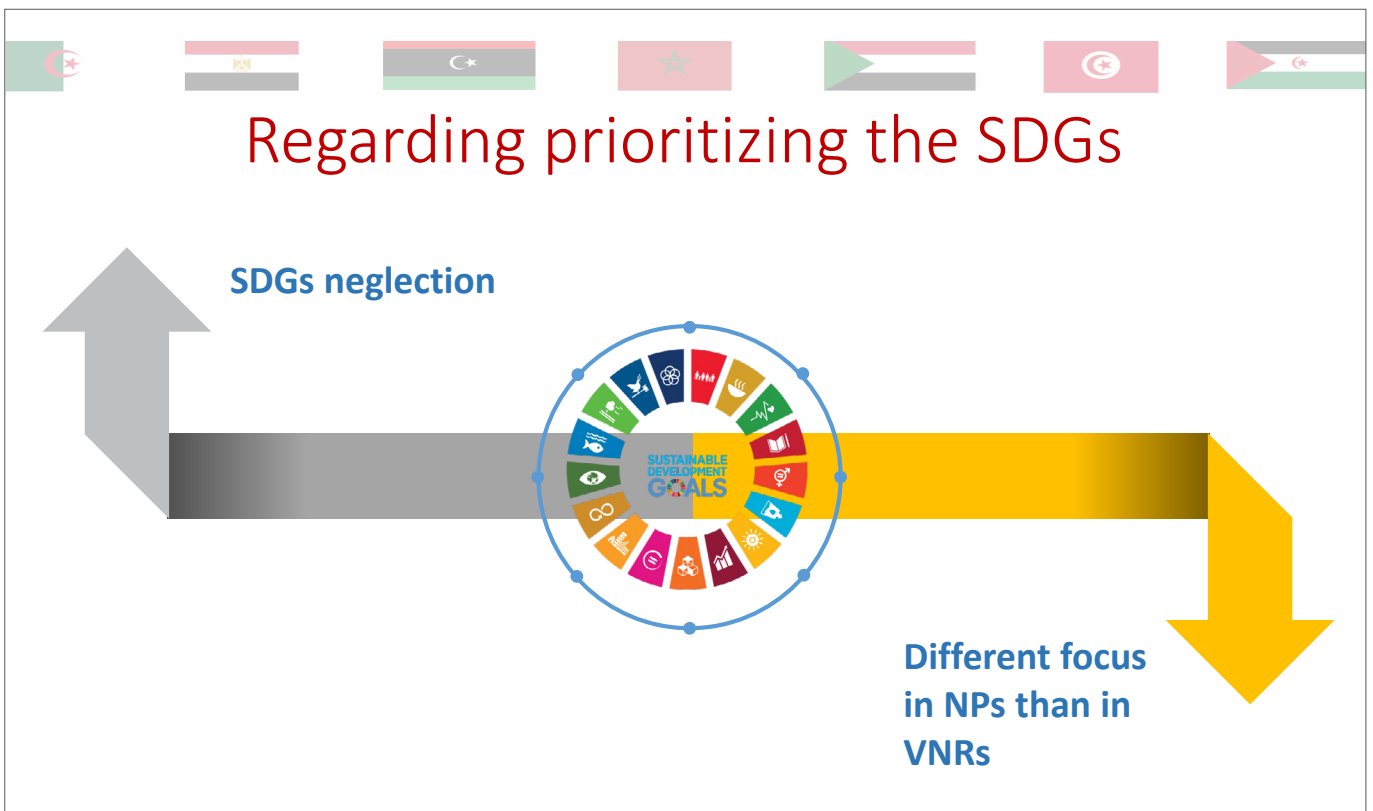 Regarding prioritizing the SDGs
SDGs neglection
SUSTAINABLE
DEVELOPMENT
GOALS
Different focus
in NPs than in
VNRs